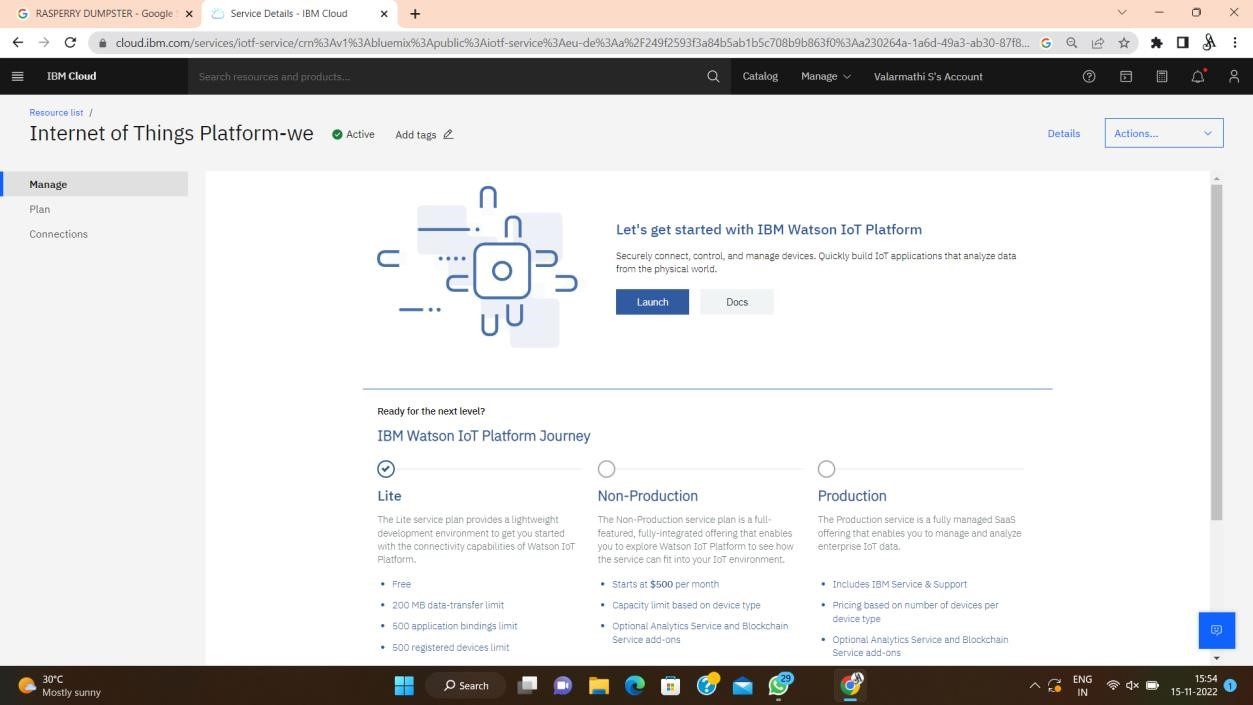 RASPERRY DUMPSTER - Google S
Service Details - IBM Cloud
cloud.ibm.com/services/iotf-service/crn%3Av1%3Abluemix%3Apublic%3Aiotf-service%3Aeu-de%3Aa%2F249f2593f3a84b5ab1b5c708b9b863f0%3Aa230264a-1a6d-49a3-ab30-87f8...
IBM Cloud
Search resources and products...
Catalog
Manage
Valarmathi S's Account
Resource list /
Internet of Things Platform-we
Active
Add tags
Details
Actions...
Manage
Plan
Connections
Let's get started with IBM Watson IoT Platform
Securely connect, control, and manage devices. Quickly build IoT applications that analyze data
from the physical world.
Launch
Docs
Ready for the next level?
IBM Watson IoT Platform Journey
Lite
The Lite service plan provides a lightweight
development environment to get you started
with the connectivity capabilities of Watson IoT
Platform.
• Free
• 200 MB data-transfer limit
• 500 application bindings limit
• 500 registered devices limit
Non-Production
The Non-Production service plan is a full-
featured, fully-integrated offering that enables
you to explore Watson IoT Platform to see how
the service can fit into your IoT environment.
• Starts at $500 per month
• Capacity limit based on device type
• Optional Analytics Service and Blockchain
Service add-ons
Production
The Production service is a fully managed SaaS
offering that enables you to manage and analyze
enterprise IoT data.
• Includes IBM Service & Support
• Pricing based on number of devices per
device type
• Optional Analytics Service and Blockchain
Service add-ons
30°C
Mostly sunny
Search
29
ENG
IN
15:54
15-11-2022
1